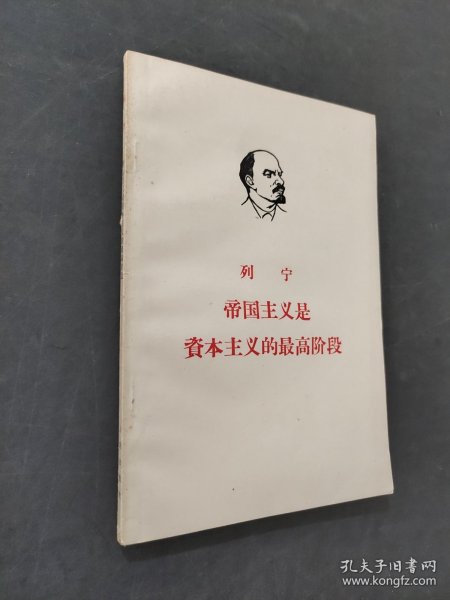 列 宁
帝国主义是
資本主义的最高阶段
孔夫子旧书网
www.kongfz.com